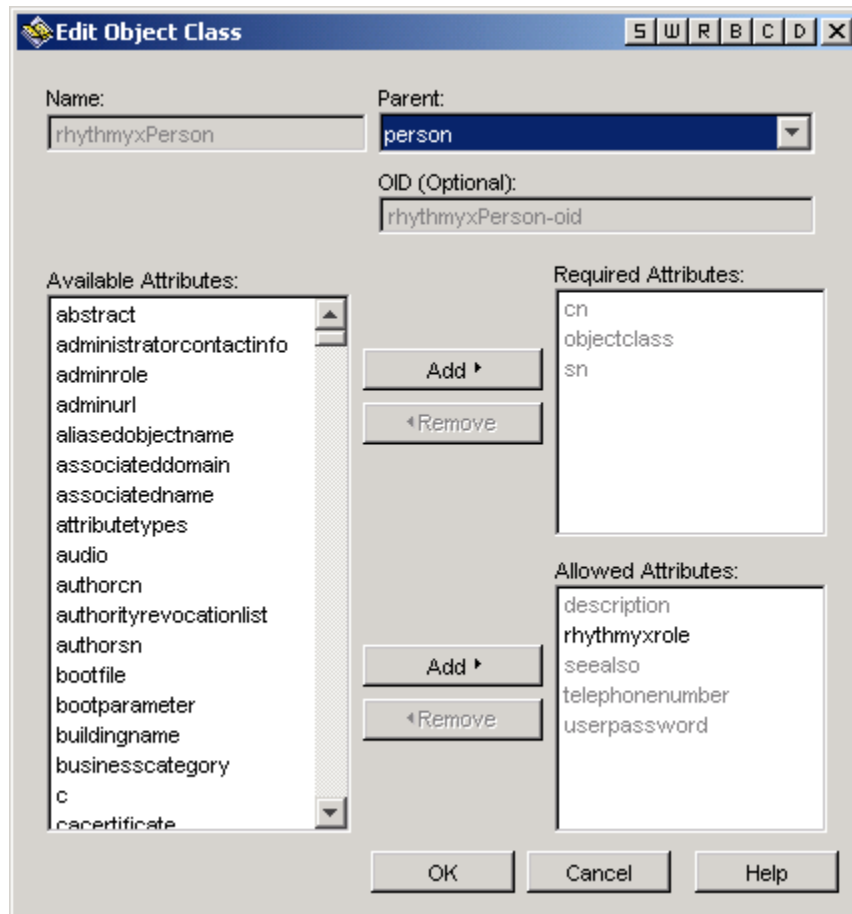 Edit Object Class
S W R B C D X
Name:
Parent:
rhythmyxPerson
person
OID (Optional):
rhythmyxPerson-oid
Available Attributes:
Required Attributes:
abstract
administratorcontactinfo
adminrole
adminurl
aliasedobjectname
associateddomain
associatedname
attributetypes
audio
authorcn
authorityrevocationlist
authorsn
bootfile
bootparameter
buildingname
businesscategory
c
cacertificate
Add
Remove
cn
objectclass
sn
Allowed Attributes:
Add
Remove
description
rhythmyxrole
seealso
telephonenumber
userpassword
OK
Cancel
Help